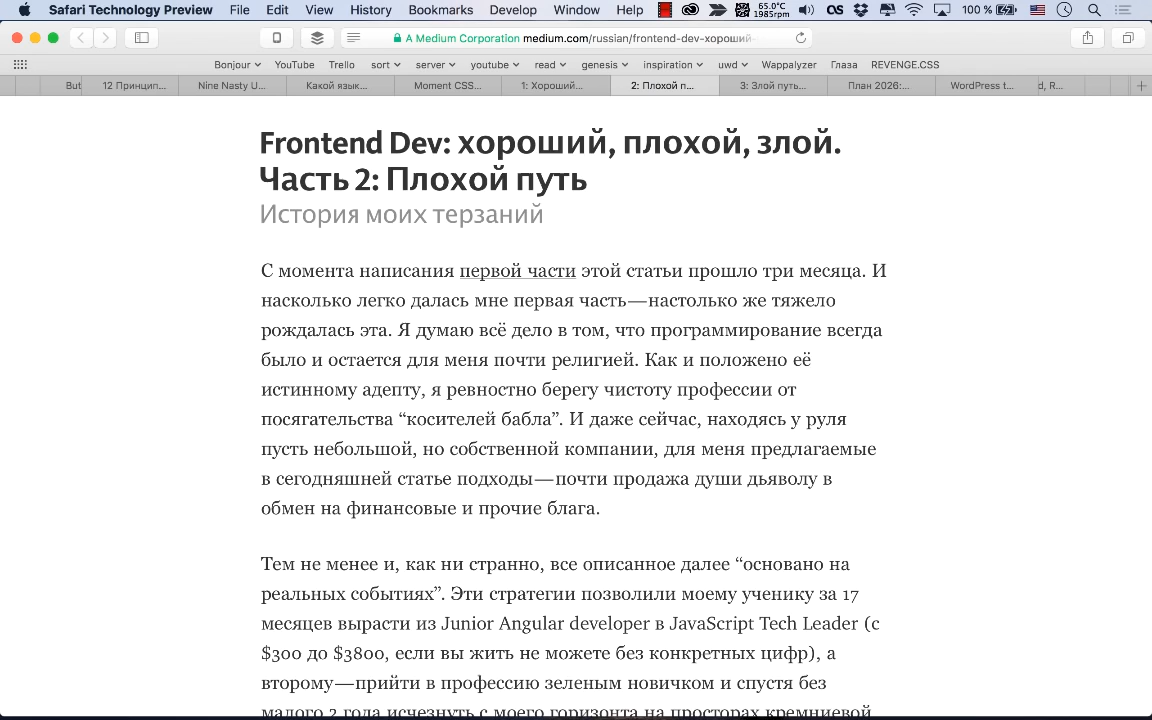 Safari Technology Preview File Edit View History Bookmarks Develop Window Help 65.0°C 1985rpm 100 %
A Medium Corporation medium.com/russian/frontend-dev-хороший-
Bonjour YouTube Trello sort server youtube read genesis inspiration uwd Wappalyzer Глаза REVENGE.CSS
But 12 Принцип... Nine Nasty U... Какой язык... Moment CSS... 1: Хороший... 2: Плохой п... 3: Злой путь... План 2026:... WordPress t... d, R...
Frontend Dev: хороший, плохой, злой.
Часть 2: Плохой путь
История моих терзаний
С момента написания первой части этой статьи прошло три месяца. И
насколько легко далась мне первая часть — настолько же тяжело
рождалась эта. Я думаю всё дело в том, что программирование всегда
было и остается для меня почти религией. Как и положено её
истинному адепту, я ревностно берегу чистоту профессии от
посягательства “косителей бабла”. И даже сейчас, находясь у руля
пусть небольшой, но собственной компании, для меня предлагаемые
в сегодняшней статье подходы — почти продажа души дьяволу в
обмен на финансовые и прочие блага.
Тем не менее и, как ни странно, все описанное далее “основано на
реальных событиях”. Эти стратегии позволили моему ученику за 17
месяцев вырасти из Junior Angular developer в JavaScript Tech Leader (с
$300 до $3800, если вы жить не можете без конкретных цифр), а
второму — прийти в профессию зеленым новичком и спустя без
малого 2 года исчезнуть с моего горизонта на просторах кремниевой